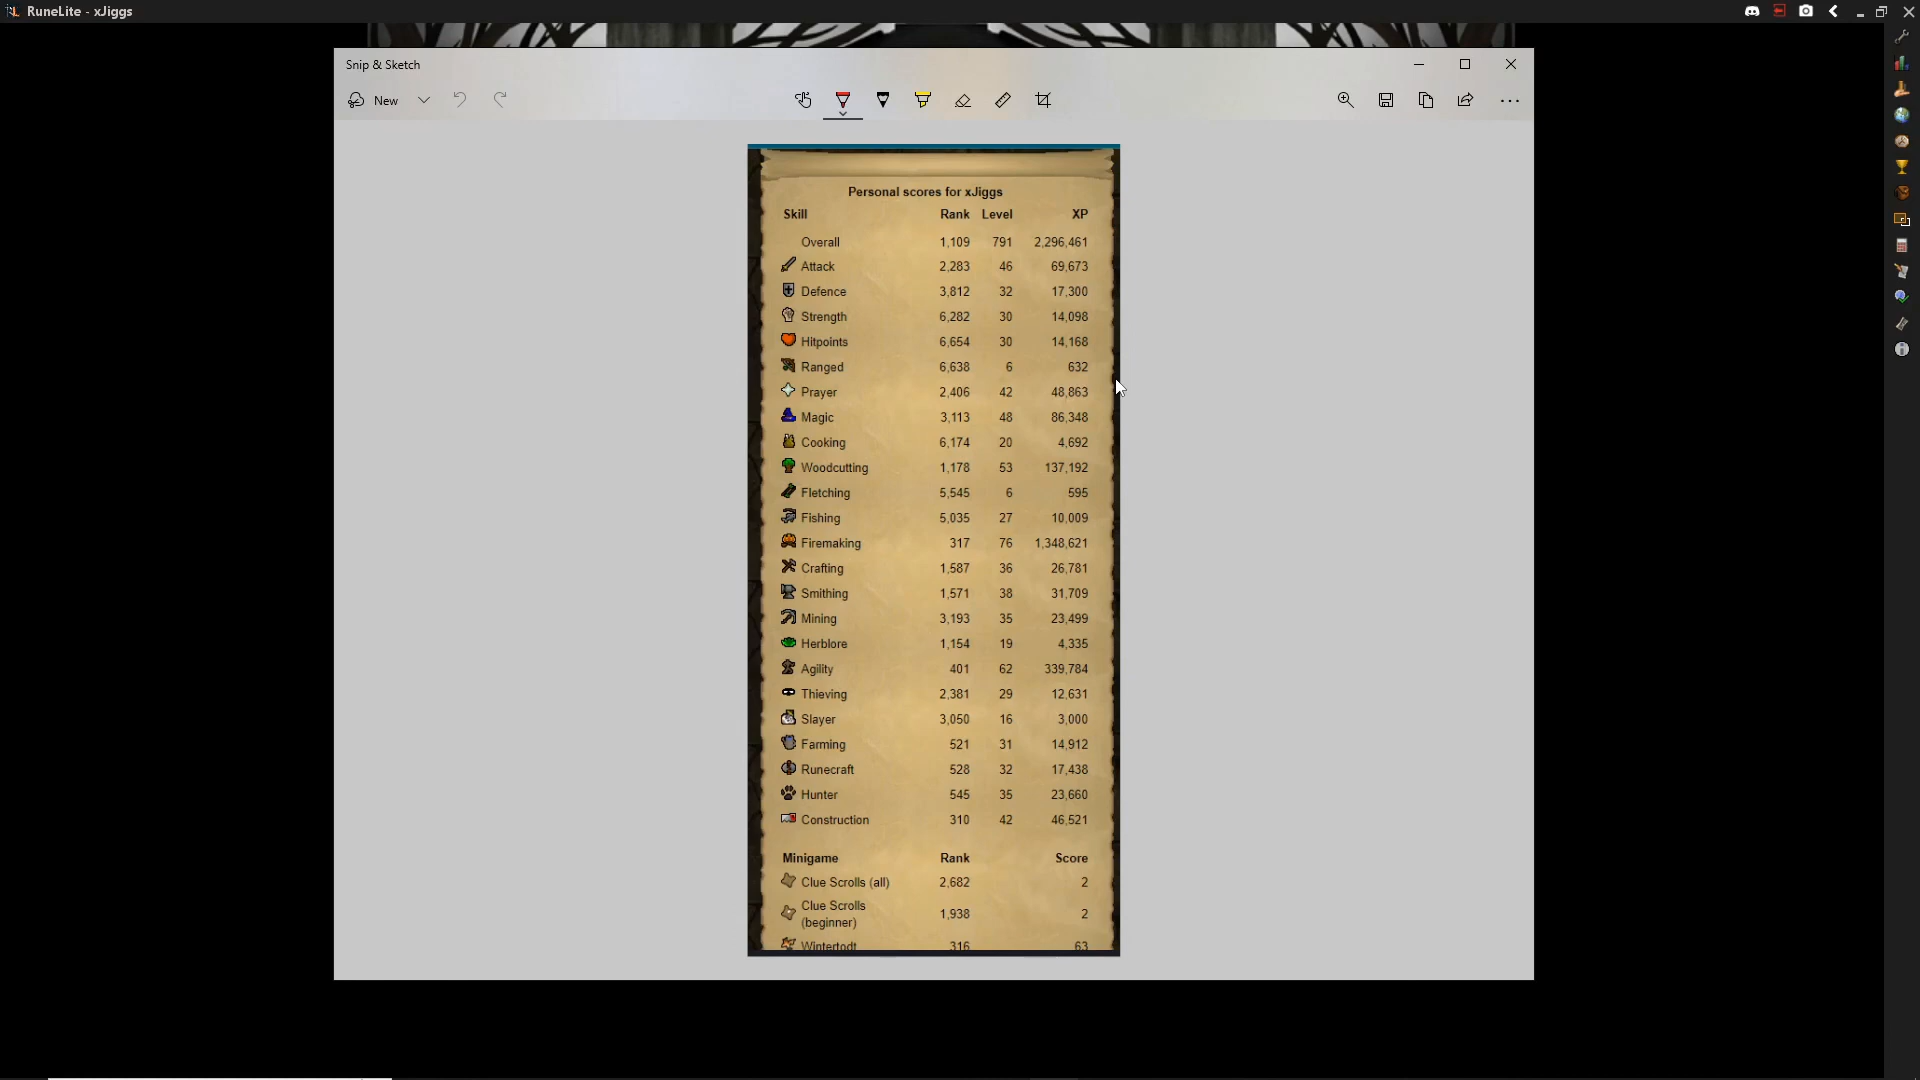 RuneLite - xJiggs
Snip & Sketch
New
Personal scores for xJiggs
Skill Rank Level XP
Overall 1,109 791 2,296,461
Attack 2,283 46 69,673
Defence 3,812 32 17,300
Strength 6,282 30 14,098
Hitpoints 6,654 30 14,168
Ranged 6,638 6 632
Prayer 2,406 42 48,863
Magic 3,113 48 86,348
Cooking 6,174 20 4,692
Woodcutting 1,178 53 137,192
Fletching 5,545 6 595
Fishing 5,035 27 10,009
Firemaking 317 76 1,348,621
Crafting 1,587 36 26,781
Smithing 1,571 38 31,709
Mining 3,193 35 23,499
Herblore 1,154 19 4,335
Agility 401 62 339,784
Thieving 2,381 29 12,631
Slayer 3,050 16 3,000
Farming 521 31 14,912
Runecraft 528 32 17,438
Hunter 545 35 23,660
Construction 310 42 46,521
Minigame Rank Score
Clue Scrolls (all) 2,682 2
Clue Scrolls
(beginner) 1,938 2
Wintertodt 316 63